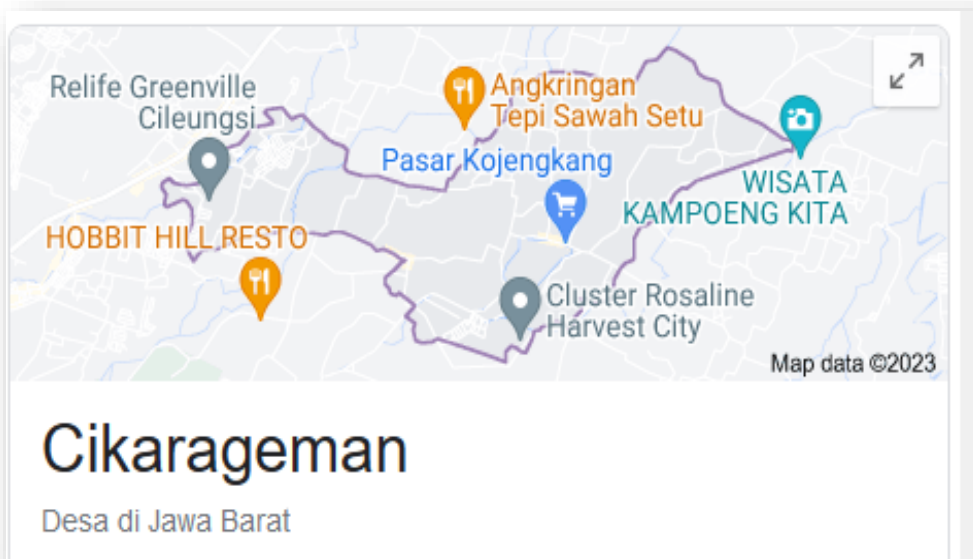 Relife Greenville
Cileungsi
Angkringan
Tepi Sawah Setu
Pasar Kojengkang
WISATA
KAMPOENG KITA
HOBBIT HILL RESTO
Cluster Rosaline
Harvest City
Map data ©2023
Cikarageman
Desa di Jawa Barat